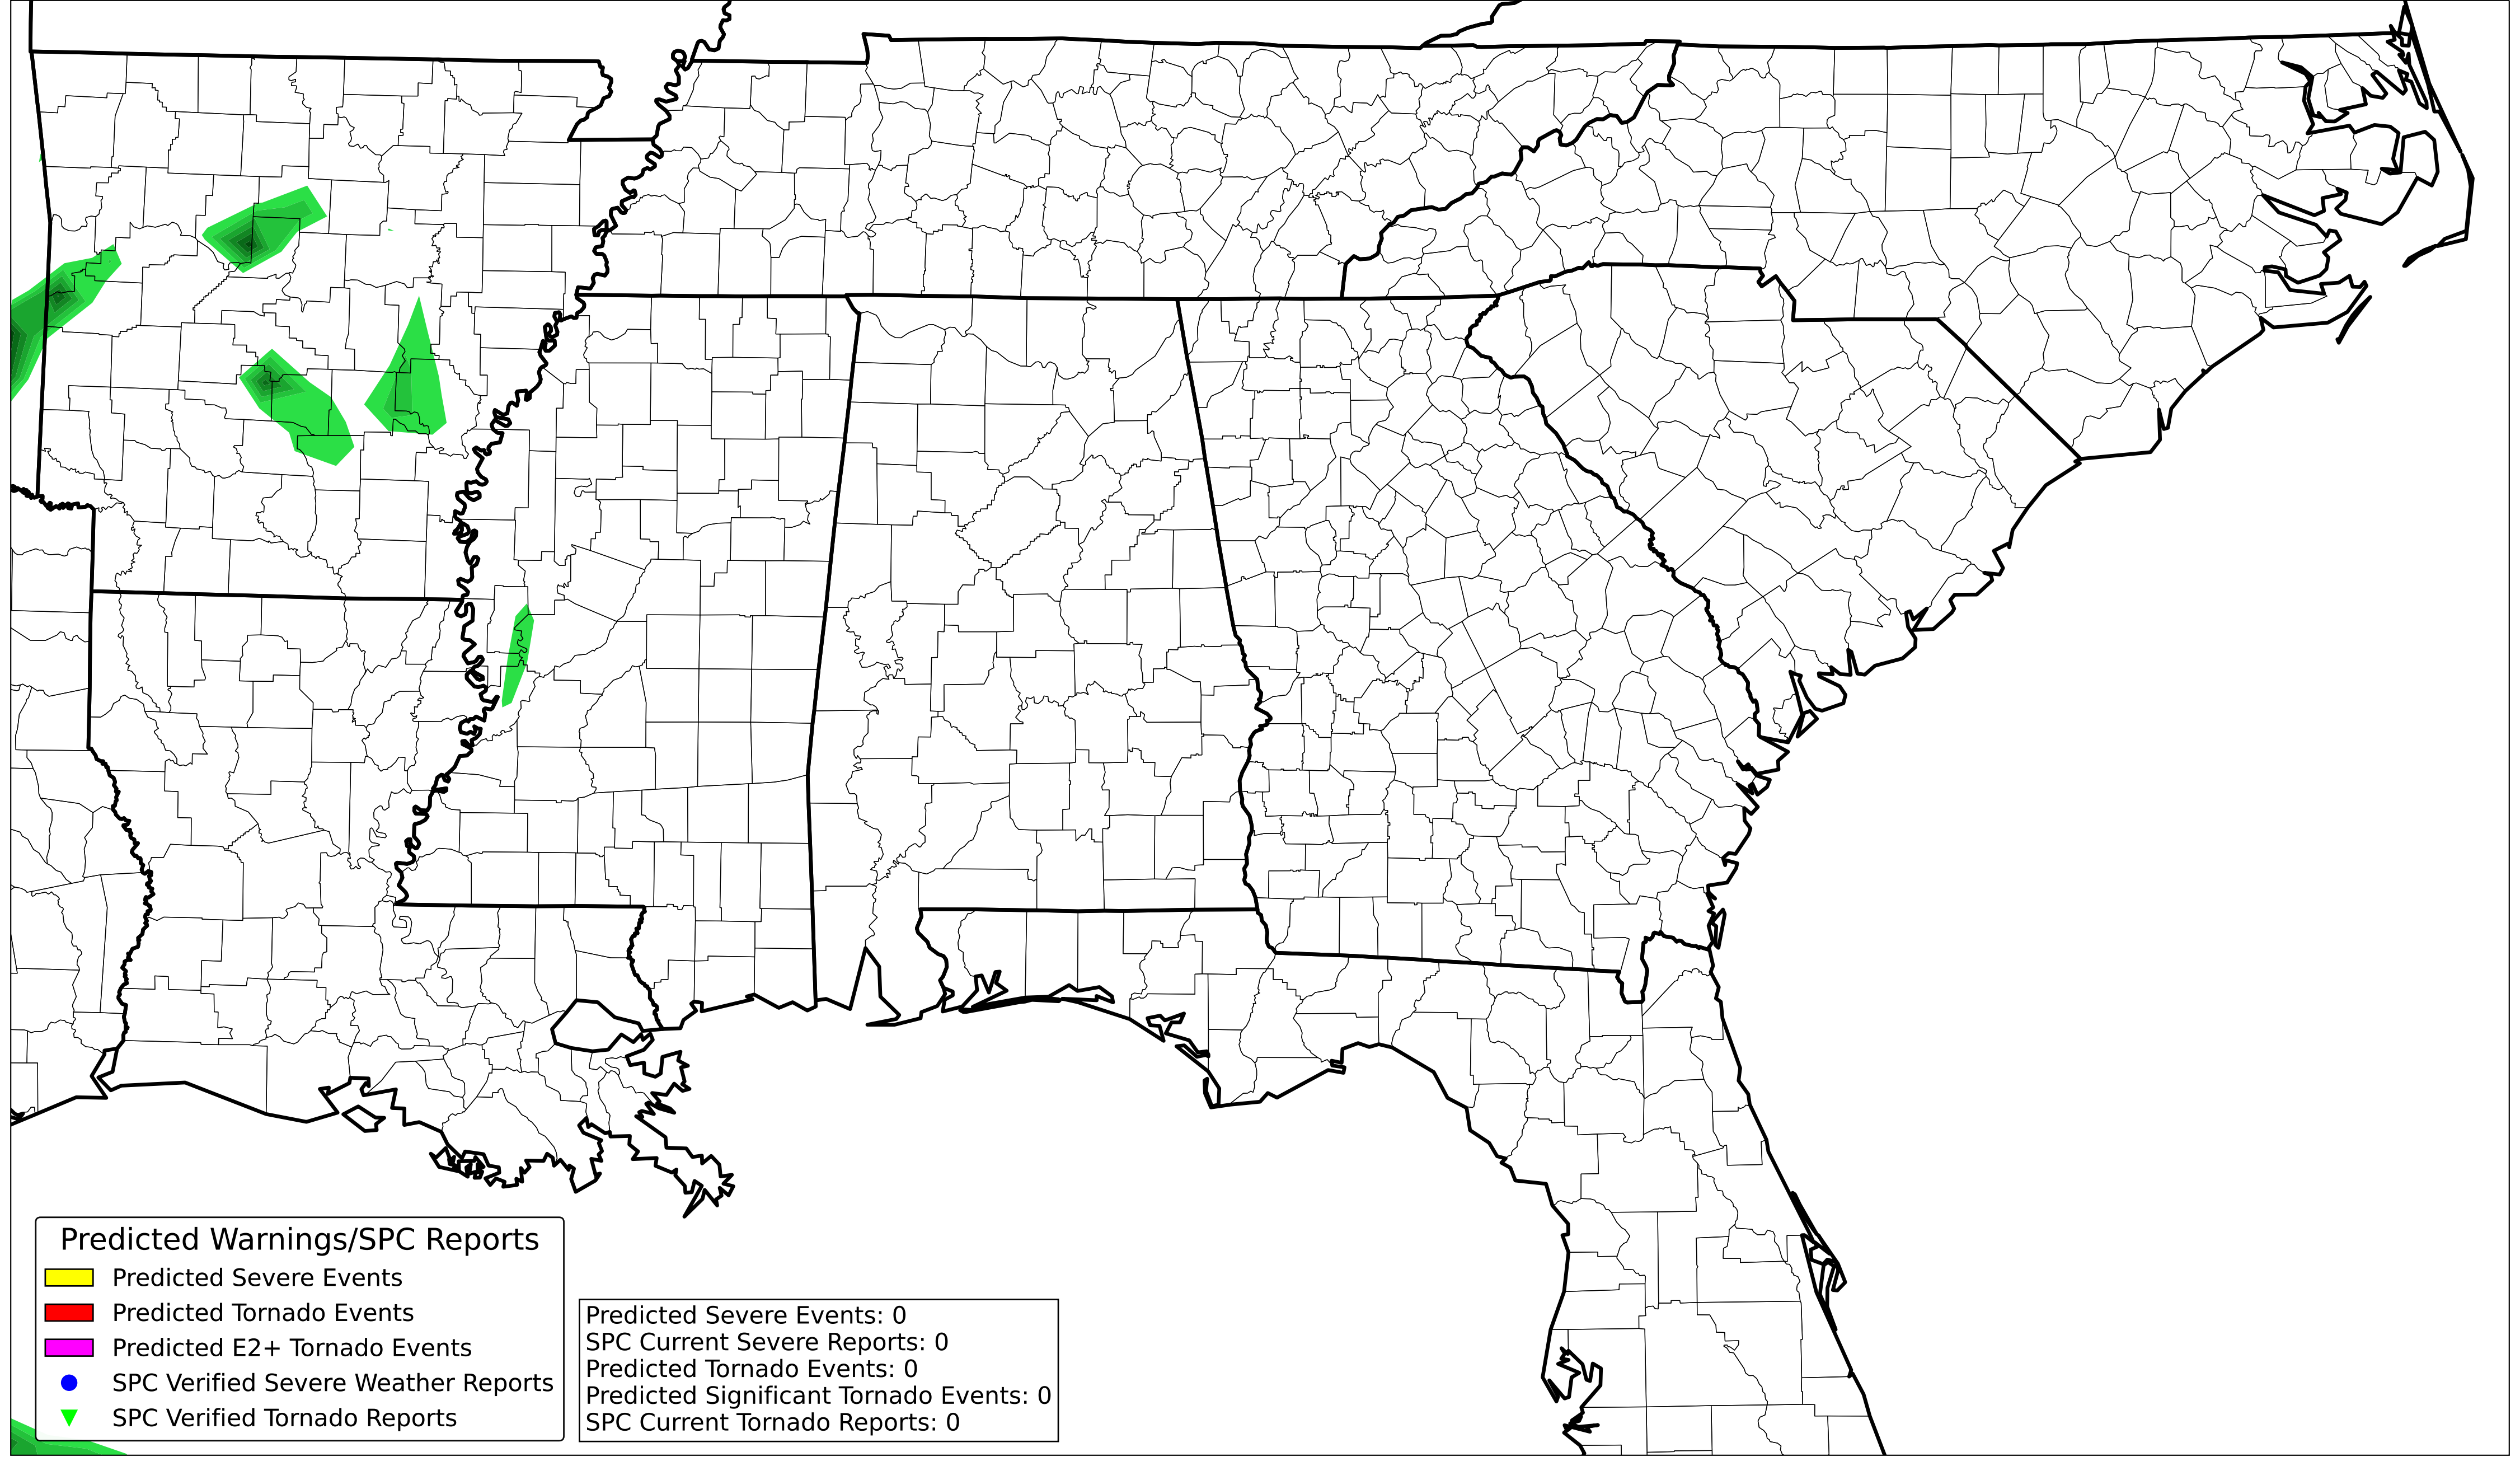 Predicted Warnings/SPC Reports
Predicted Severe Events
Predicted Tornado Events
Predicted E2+ Tornado Events
SPC Verified Severe Weather Reports
SPC Verified Tornado Reports
Predicted Severe Events: 0
SPC Current Severe Reports: 0
Predicted Tornado Events: 0
Predicted Significant Tornado Events: 0
SPC Current Tornado Reports: 0